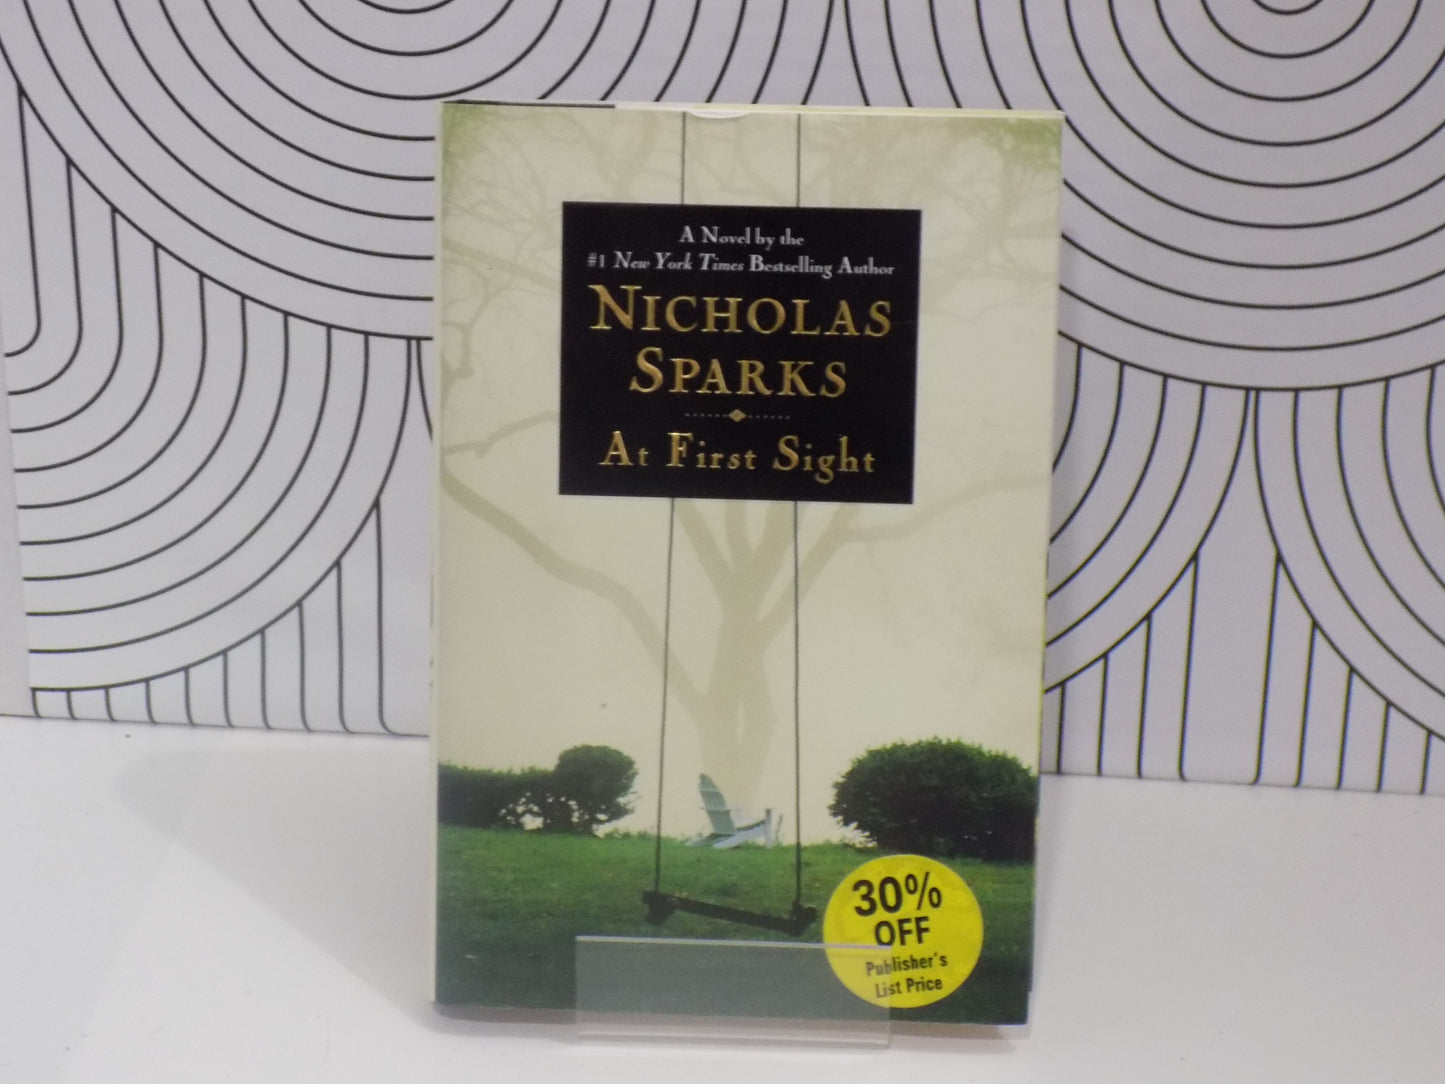 A Novel by the
#1 New York Times Bestselling Author
NICHOLAS
SPARKS
At First Sight
30%
OFF
Publisher's
List Price